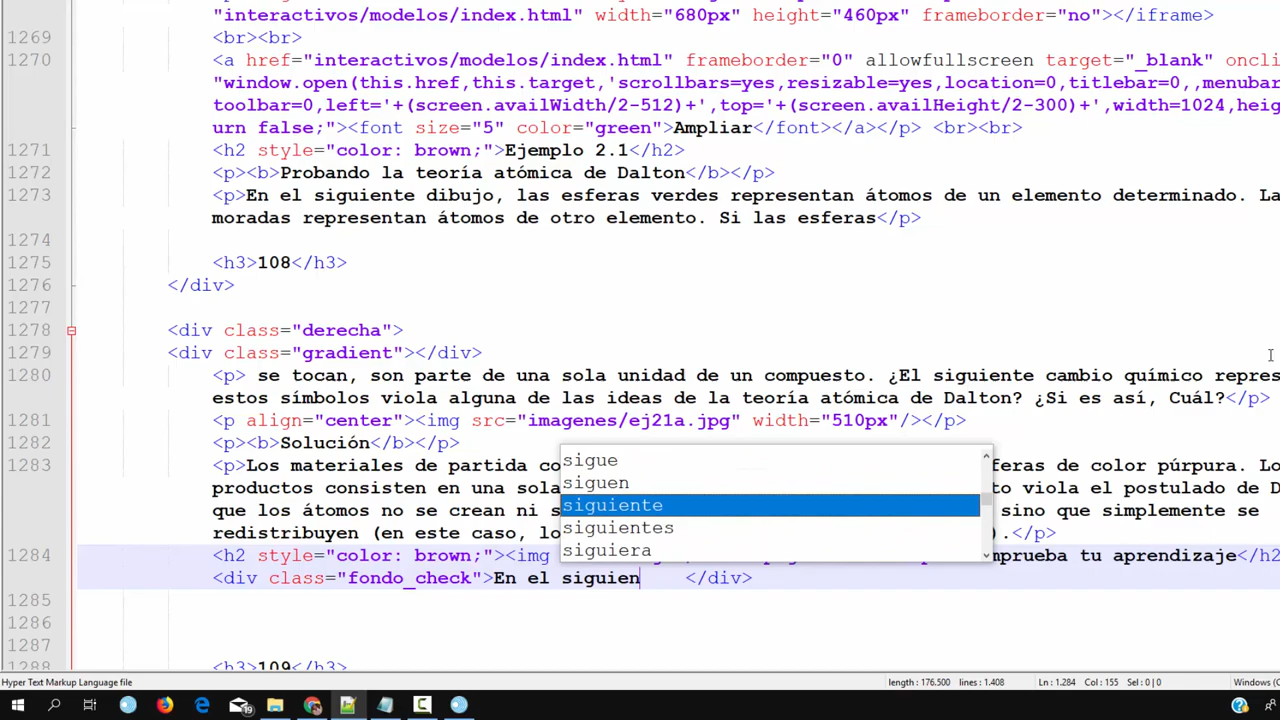 "interactivos/modelos/index.html" width="680px" height="460px" frameborder="no"></iframe>
1269 <br><br>
1270 <a href="interactivos/modelos/index.html" frameborder="0" allowfullscreen target="_blank" onclic
"window.open(this.href,this.target,'scrollbars=yes,resizable=yes,location=0,titlebar=0,,menubar
toolbar=0,left='+(screen.availWidth/2-512)+',top='+(screen.availHeight/2-300)+',width=1024,heig
urn false;"><font size="5" color="green">Ampliar</font></a></p> <br><br>
1271 <h2 style="color: brown;">Ejemplo 2.1</h2>
1272 <p><b>Probando la teoría atómica de Dalton</b></p>
1273 <p>En el siguiente dibujo, las esferas verdes representan átomos de un elemento determinado. La
moradas representan átomos de otro elemento. Si las esferas</p>
1274
1275 <h3>108</h3>
1276 </div>
1277
1278 <div class="derecha">
1279 <div class="gradient"></div>
1280 <p> se tocan, son parte de una sola unidad de un compuesto. ¿El siguiente cambio químico repres
estos símbolos viola alguna de las ideas de la teoría atómica de Dalton? ¿Si es así, Cuál?</p>
1281 <p align="center"><img src="imagenes/ej21a.jpg" width="510px"/></p>
1282 <p><b>Solución</b></p>
1283 <p>Los materiales de partida co feras de color púrpura. Lo
productos consisten en una sola to viola el postulado de D
que los átomos no se crean ni s sino que simplemente se
redistribuyen (en este caso, lo ).</p>
sigue
siguen
siguiente
siguientes
siguiera
1284 <h2 style="color: brown;"><img mprueba tu aprendizaje</h2
<div class="fondo_check">En el siguien </div>
1285
1286
1287
1288 <h3>109</h3>
Hyper Text Markup Language file length : 176.500 lines : 1.408 Ln : 1.284 Col : 155 Sel : 0 | 0 Windows (C
19